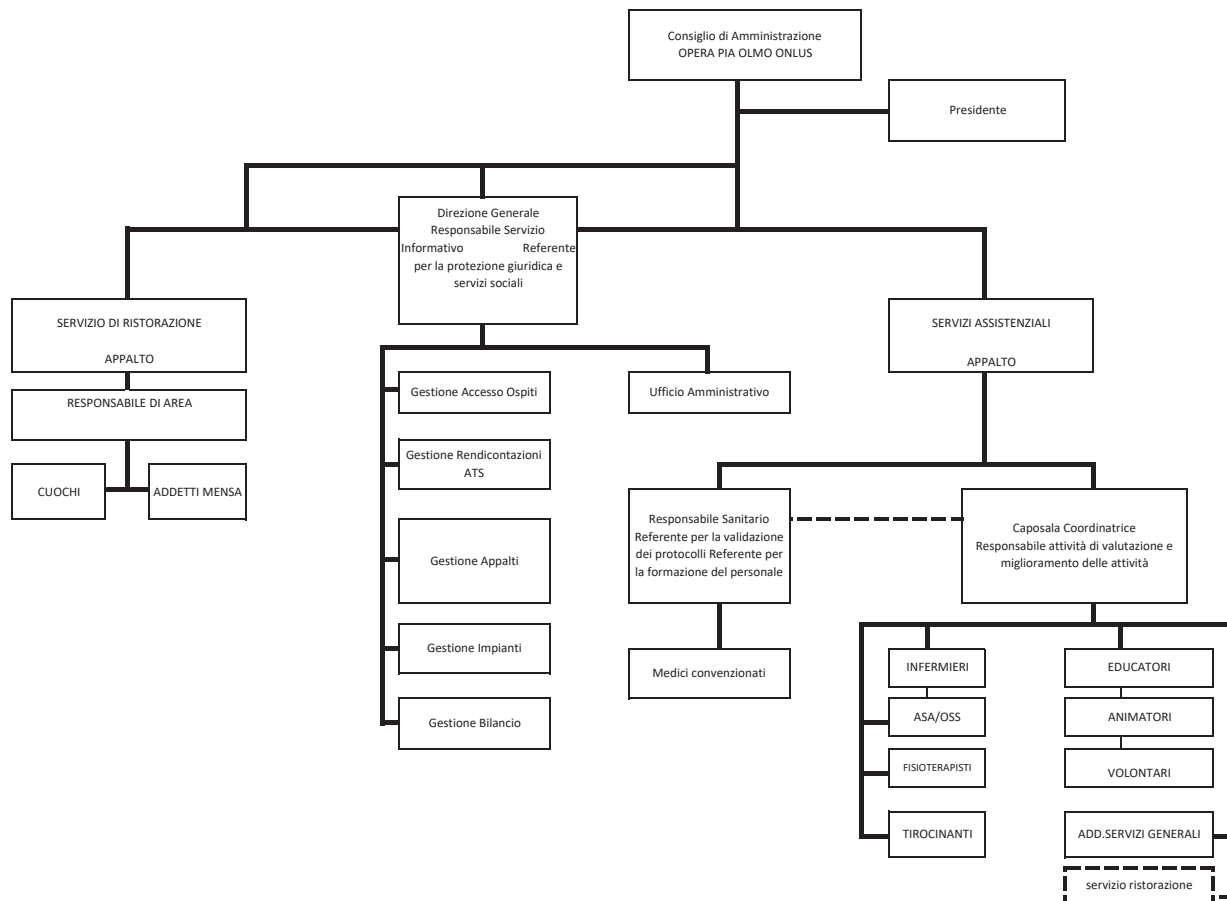 Consiglio di Amministrazione
OPERA PIA OLMO ONLUS
Presidente
Direzione Generale
Responsabile Servizio
Informativo Referente
per la protezione giuridica e
servizi sociali
SERVIZIO DI RISTORAZIONE
APPALTO
RESPONSABILE DI AREA
CUOCHI
ADDETTI MENSA
Gestione Accesso Ospiti
Gestione Rendicontazioni
ATS
Gestione Appalti
Gestione Impianti
Gestione Bilancio
Ufficio Amministrativo
SERVIZI ASSISTENZIALI
APPALTO
Responsabile Sanitario
Referente per la validazione
dei protocolli Referente per
la formazione del personale
Medici convenzionati
Caposala Coordinatrice
Responsabile attività di valutazione e
miglioramento delle attività
INFERMIERI
ASA/OSS
FISIOTERAPISTI
TIROCINANTI
EDUCATORI
ANIMATORI
VOLONTARI
ADD.SERVIZI GENERALI
servizio ristorazione